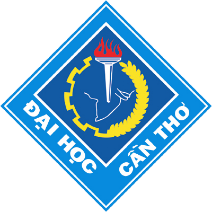 ĐẠI HỌC
CẦN THƠ